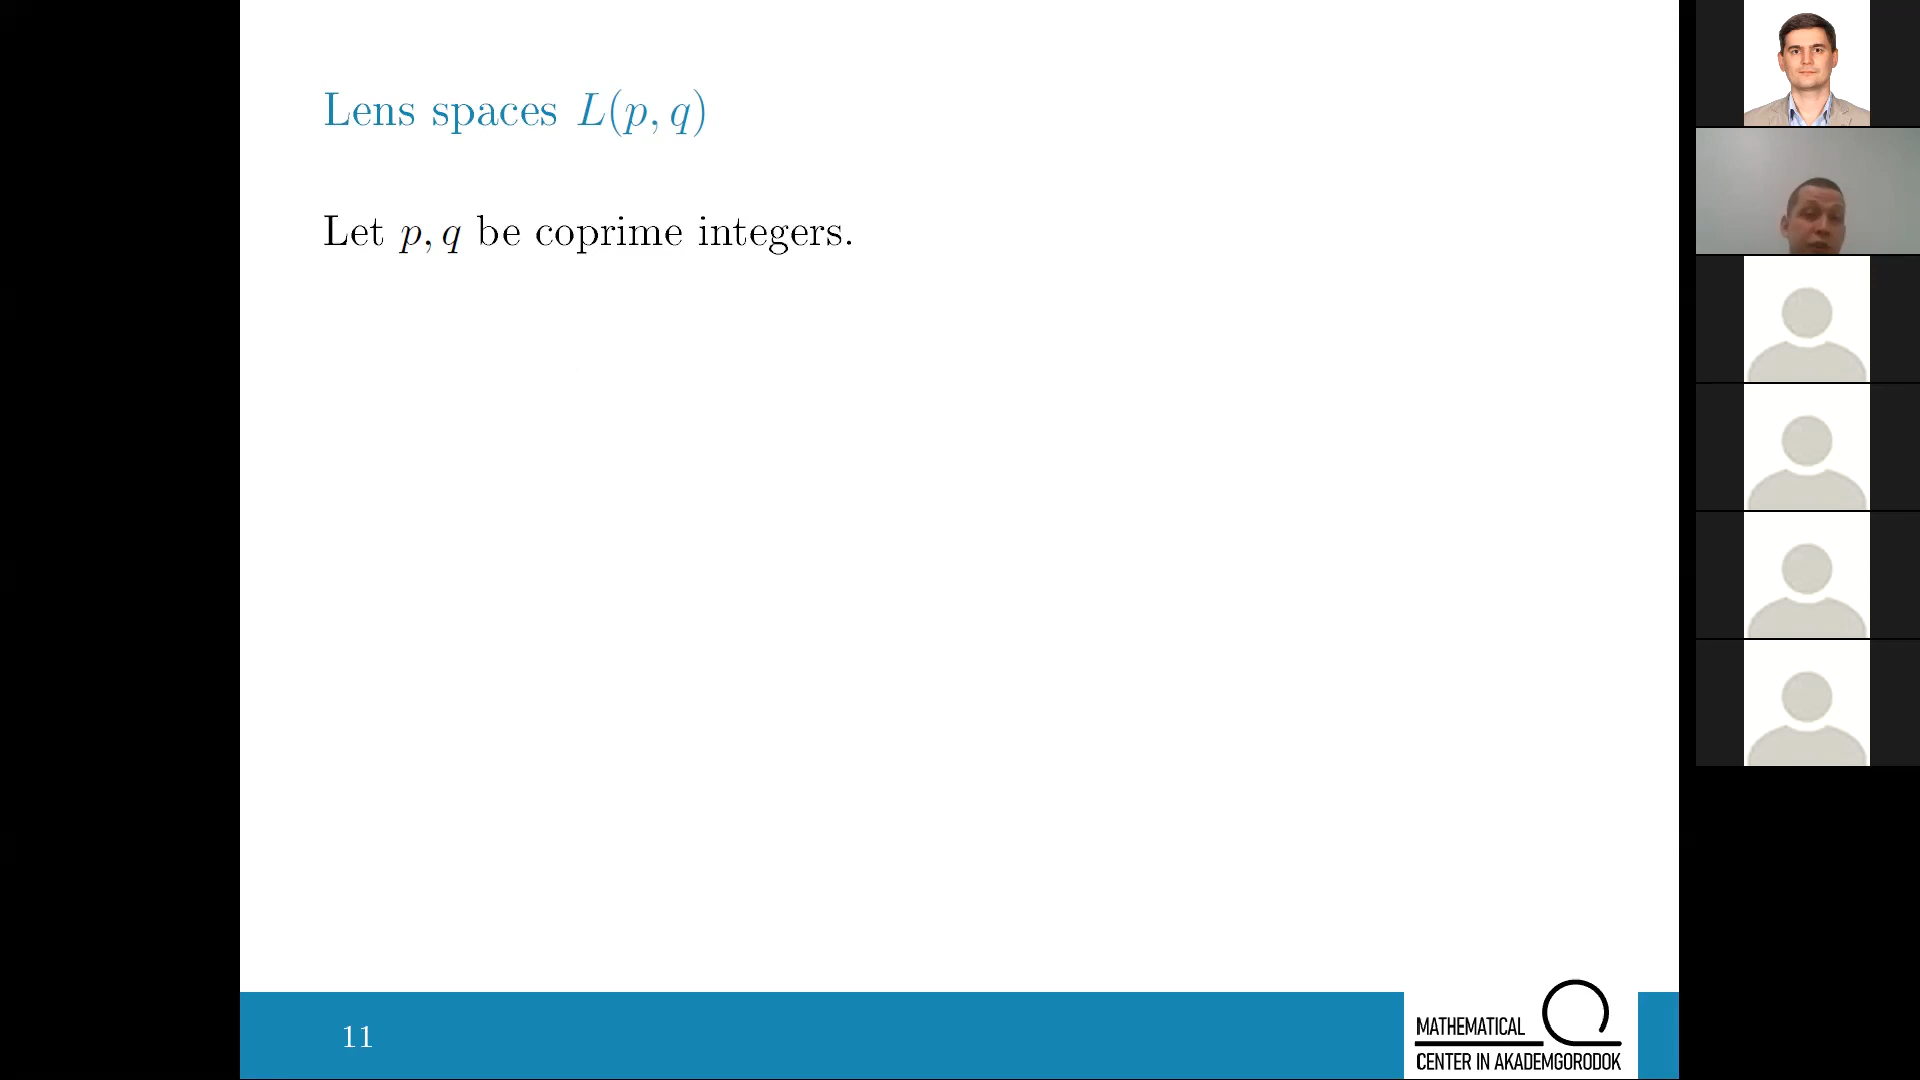 Lens spaces L(p, q)
Let p, q be coprime integers.
11
MATHEMATICAL
CENTER IN AKADEMGORODOK